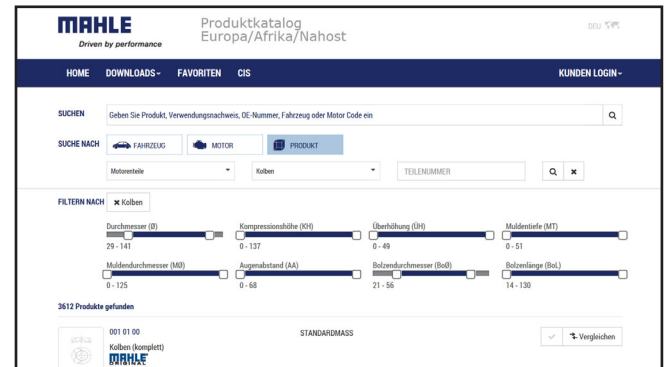 MAHLE
Driven by performance
Produktkatalog
Europa/Afrika/Nahost
DEU
HOME DOWNLOADS FAVORITEN CIS KUNDEN LOGIN
SUCHEN Geben Sie Produkt, Verwendungsnachweis, OE-Nummer, Fahrzeug oder Motor Code ein
SUCHE NACH FAHRZEUG MOTOR PRODUKT
Motorenteile Kolben TEILENUMMER
FILTERN NACH × Kolben
Durchmesser (Ø) Kompressionshöhe (KH) Überhöhung (ÜH) Muldentiefe (MT)
29 - 141 0 - 137 0 - 49 0 - 51
Muldendurchmesser (MØ) Augenabstand (AA) Bolzendurchmesser (BoØ) Bolzenlänge (BoL)
0 - 125 0 - 68 21 - 56 14 - 130
3612 Produkte gefunden
001 01 00 STANDARDMASS Vergleichen
Kolben (komplett)
MAHLE
ORIGINAL